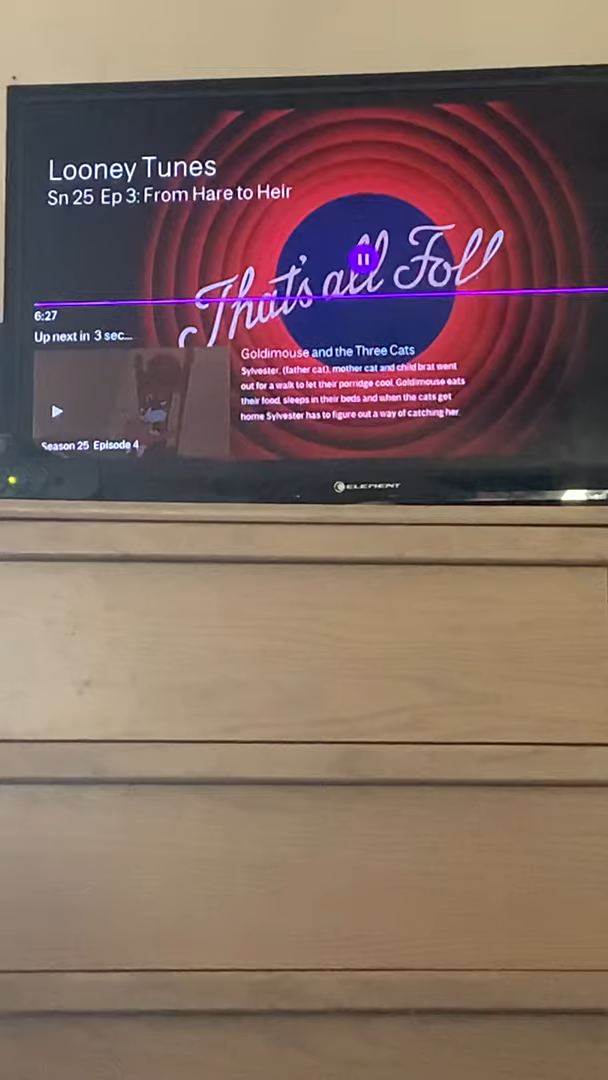 Looney Tunes
Sn 25 Ep 3: From Hare to Heir
That's all Fol
6:27
Up next in 3 sec...
Goldimouse and the Three Cats
Sylvester, (father cat), mother cat and child brat went
out for a walk to let their porridge cool. Goldimouse eats
their food, sleeps in their beds and when the cats get
home Sylvester has to figure out a way of catching her.
Season 25 Episode 4
ELEMENT